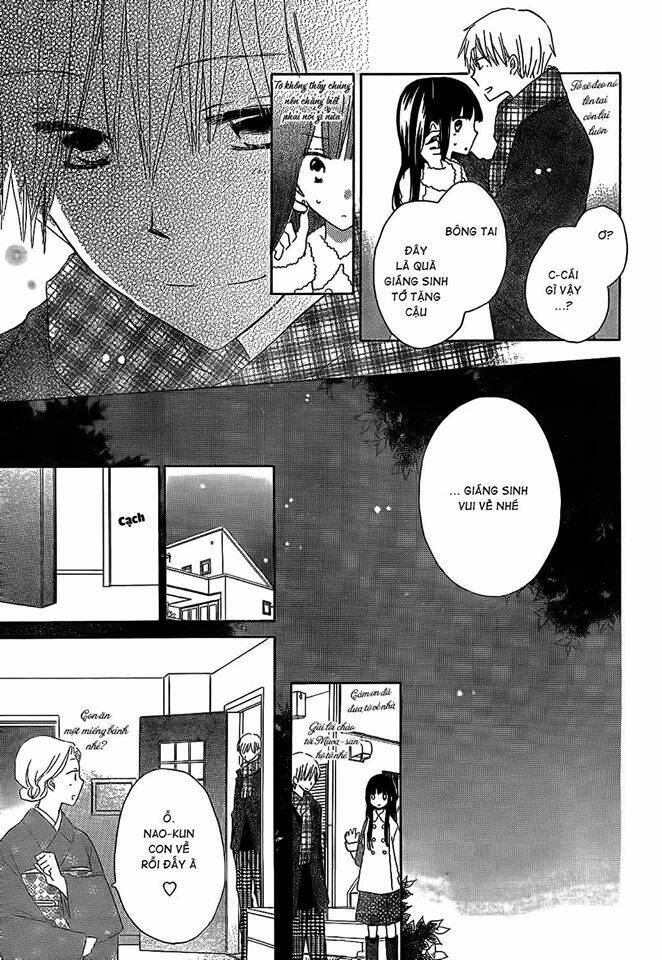 Tớ sẽ đeo nó
lên tai
còn lại
luôn
Ơ?
C-CÁI
GÌ VẬY
...?
BÔNG TAI
ĐÂY
LÀ QUÀ
GIÁNG SINH
TỚ TẶNG
CẬU
Tớ không thấy chúng
nên chẳng biết
phải nói gì nữa
... GIÁNG SINH
VUI VẺ NHÉ
Cạch
Cảm ơn đã
đưa tớ về nhà
Gửi lời chào
tới Miwa-san
hộ tớ nhé
Con ăn
một miếng bánh
nhé?
Ồ.
NAO-KUN
CON VỀ
RỒI ĐẤY À
♡